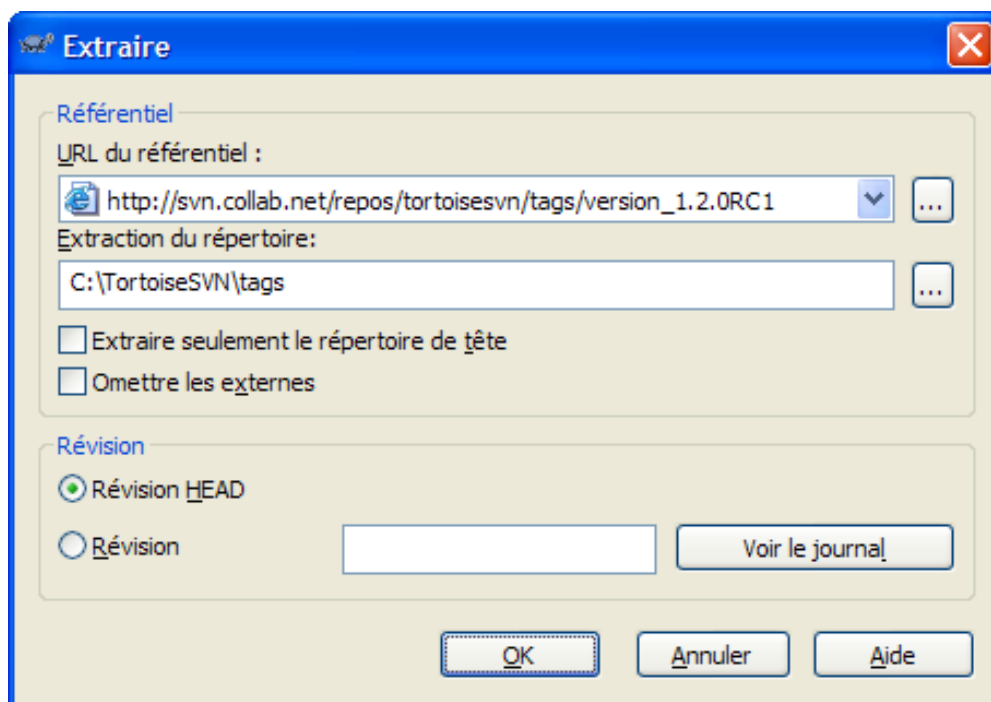 Extraire
Référentiel
URL du référentiel :
http://svn.collab.net/repos/tortoisesvn/tags/version_1.2.0RC1
...
Extraction du répertoire:
C:\TortoiseSVN\tags
...
Extraire seulement le répertoire de tête
Omettre les externes
Révision
Révision HEAD
Révision
Voir le journal
OK
Annuler
Aide